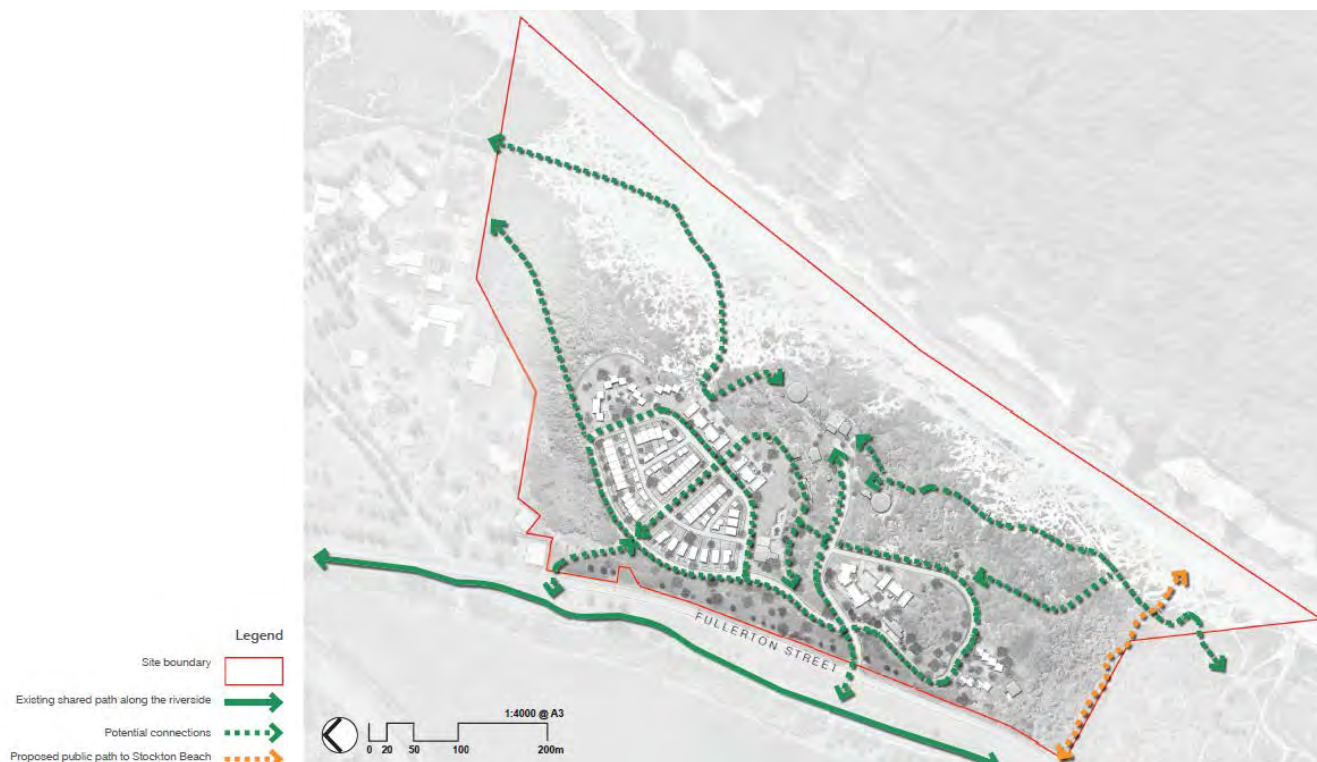 FULLERTON STREET
Legend
Site boundary
Existing shared path along the riverside
Potential connections
Proposed public path to Stockton Beach
1:4000 @ A3
0 20 50 100 200m